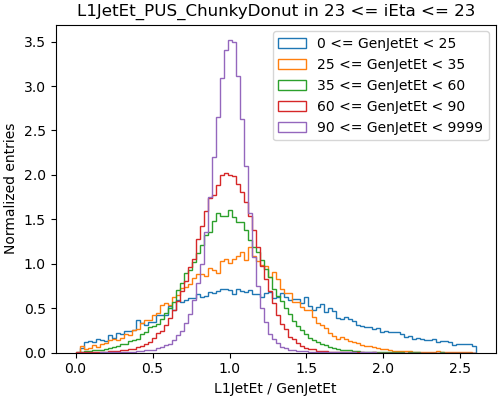 L1JetEt_PUS_ChunkyDonut in 23 <= iEta <= 23
0 <= GenJetEt < 25
25 <= GenJetEt < 35
35 <= GenJetEt < 60
60 <= GenJetEt < 90
90 <= GenJetEt < 9999
Normalized entries
3.5
3.0
2.5
2.0
1.5
1.0
0.5
0.0
0.0 0.5 1.0 1.5 2.0 2.5
L1JetEt / GenJetEt